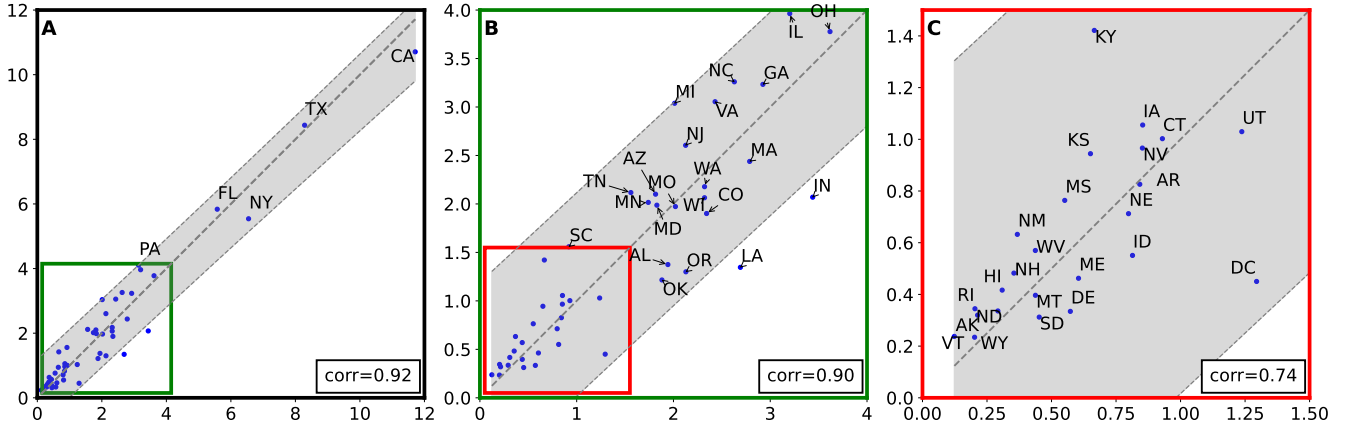 A
12
10
8
6
4
2
0
0
2
4
6
8
10
12
CA
TX
FL
NY
PA
corr=0.92
B
4.0
3.5
3.0
2.5
2.0
1.5
1.0
0.5
0.0
0
1
2
3
4
OH
IL
NC
GA
MI
VA
NJ
MA
AZ
WA
TN
MO
IN
MN
WI
CO
MD
SC
AL
OR
LA
OK
corr=0.90
C
1.4
1.2
1.0
0.8
0.6
0.4
0.2
0.0
0.00
0.25
0.50
0.75
1.00
1.25
1.50
KY
IA
CT
UT
KS
NV
MS
AR
NE
NM
WV
ID
HI
NH
ME
DC
RI
MT
DE
AK
ND
SD
VT
WY
corr=0.74